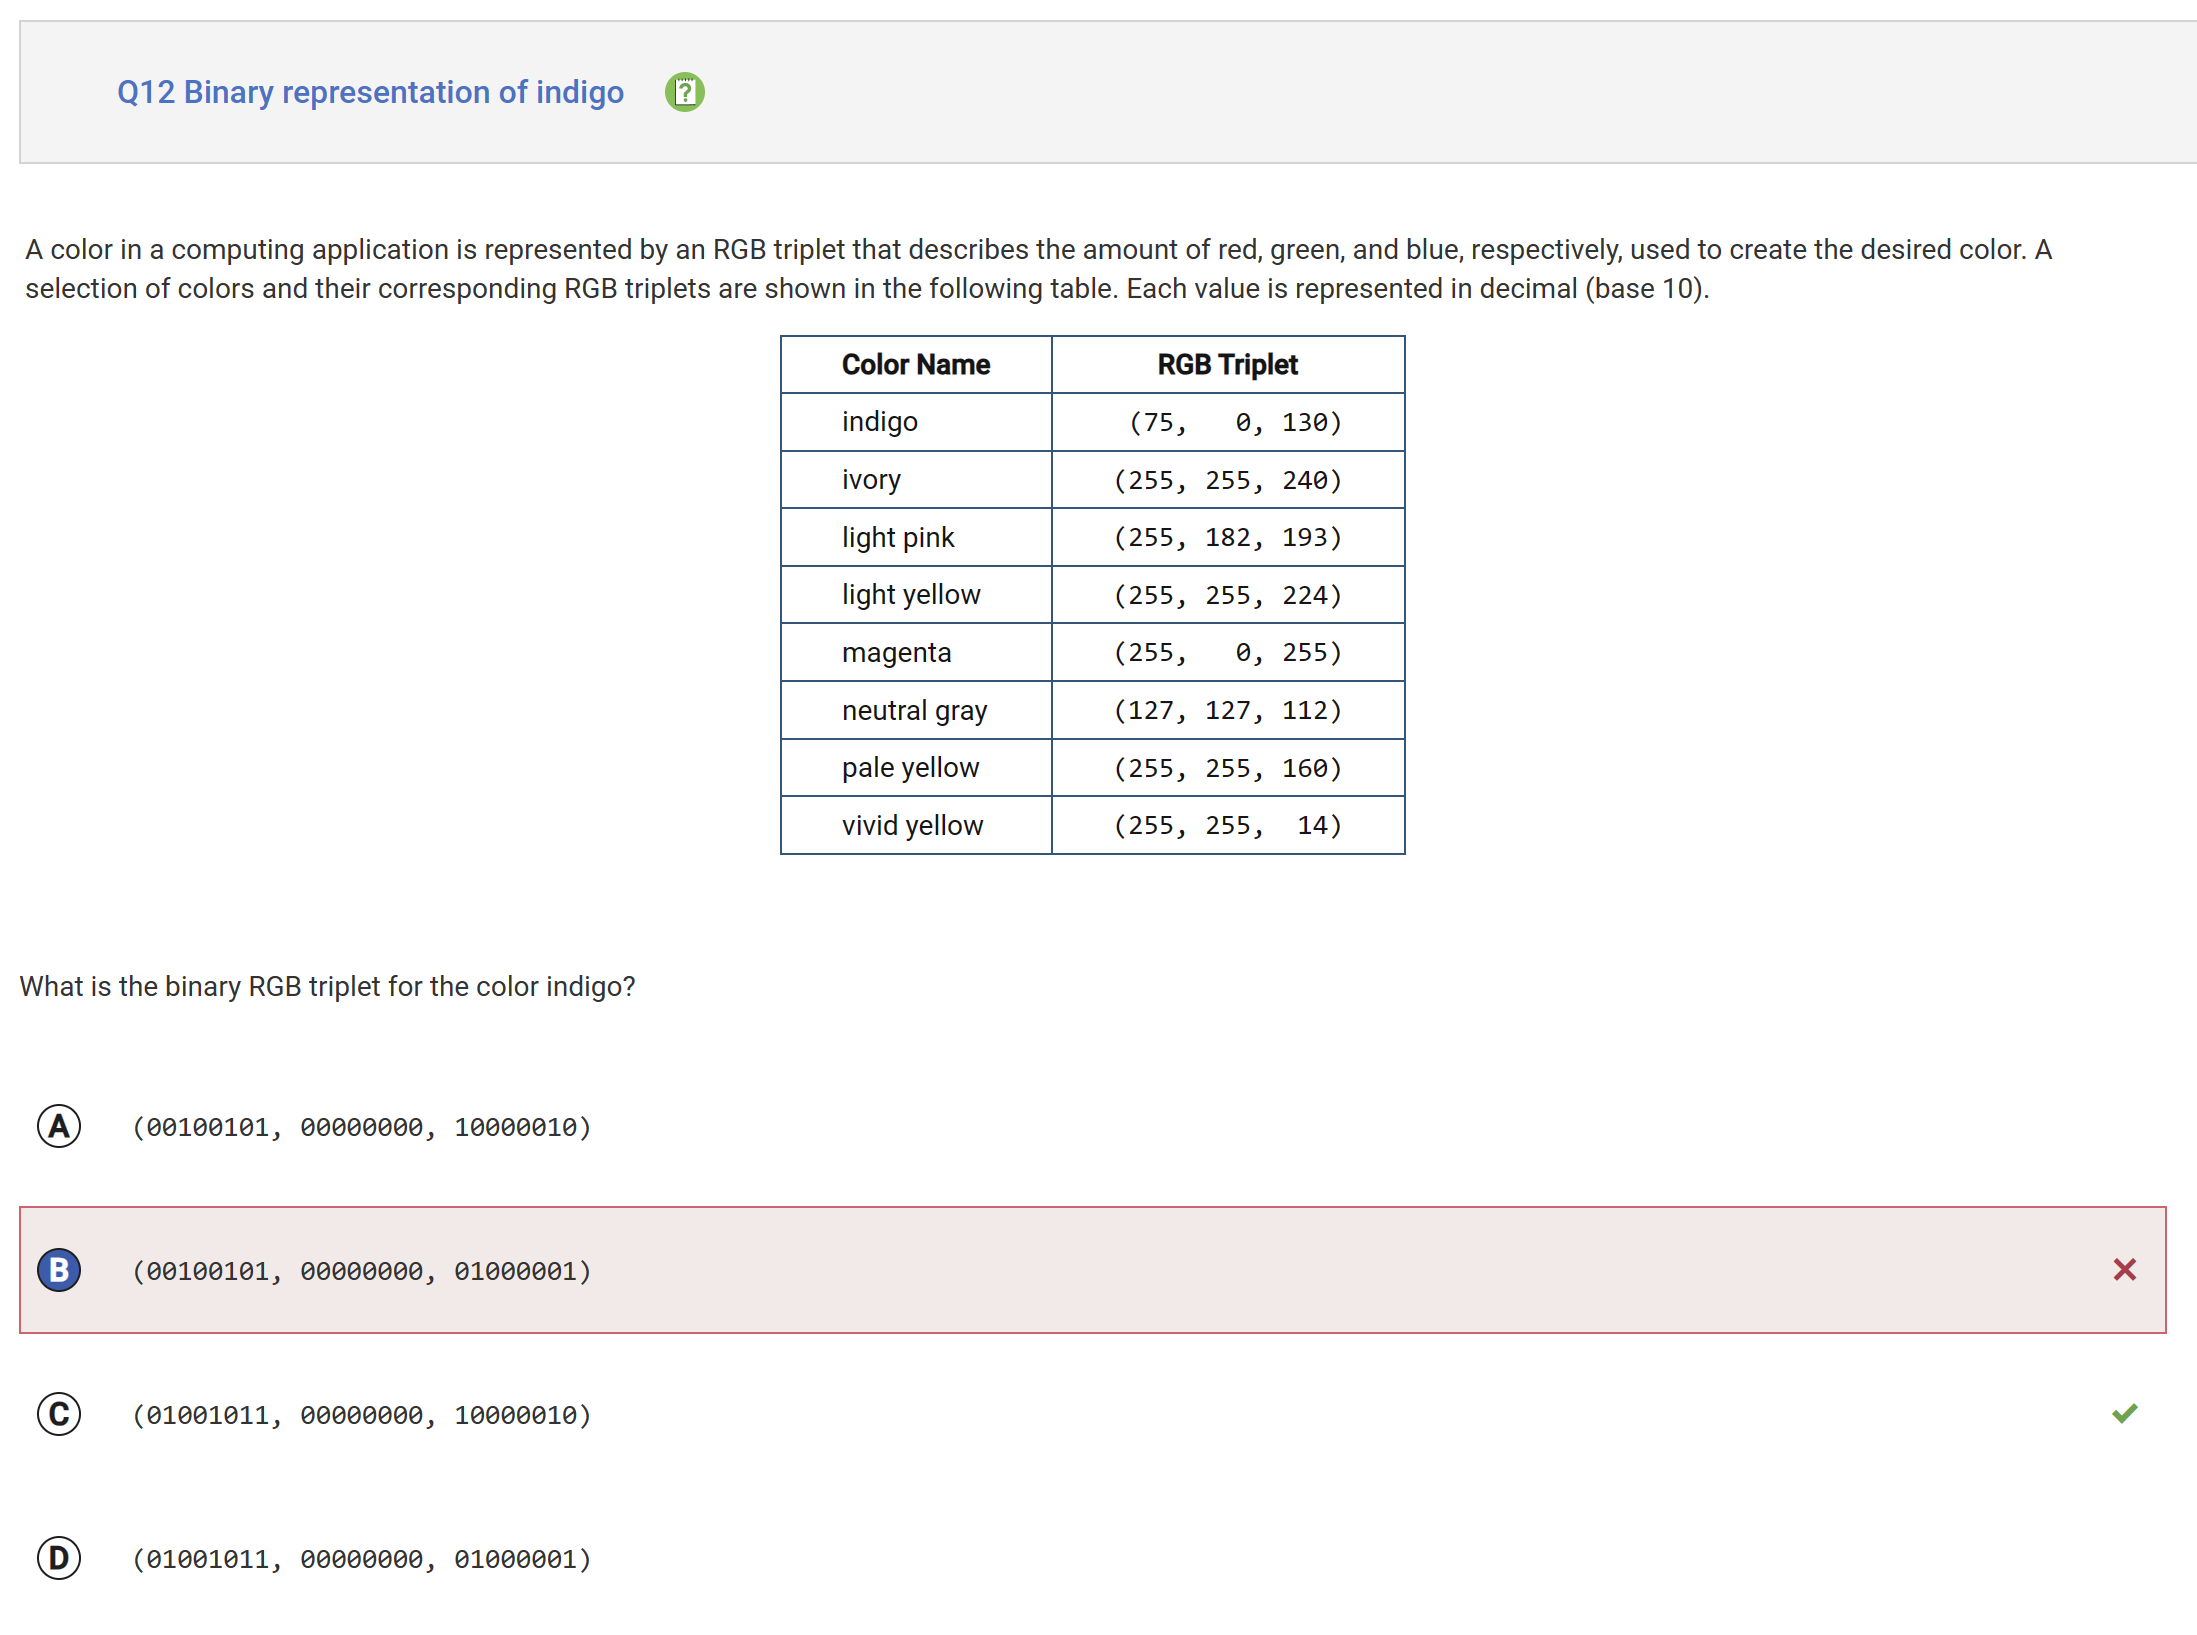 Q12 Binary representation of indigo
A color in a computing application is represented by an RGB triplet that describes the amount of red, green, and blue, respectively, used to create the desired color. A
selection of colors and their corresponding RGB triplets are shown in the following table. Each value is represented in decimal (base 10).
Color Name RGB Triplet
indigo (75, 0, 130)
ivory (255, 255, 240)
light pink (255, 182, 193)
light yellow (255, 255, 224)
magenta (255, 0, 255)
neutral gray (127, 127, 112)
pale yellow (255, 255, 160)
vivid yellow (255, 255, 14)
What is the binary RGB triplet for the color indigo?
A (00100101, 00000000, 10000010)
B (00100101, 00000000, 01000001)
C (01001011, 00000000, 10000010)
D (01001011, 00000000, 01000001)